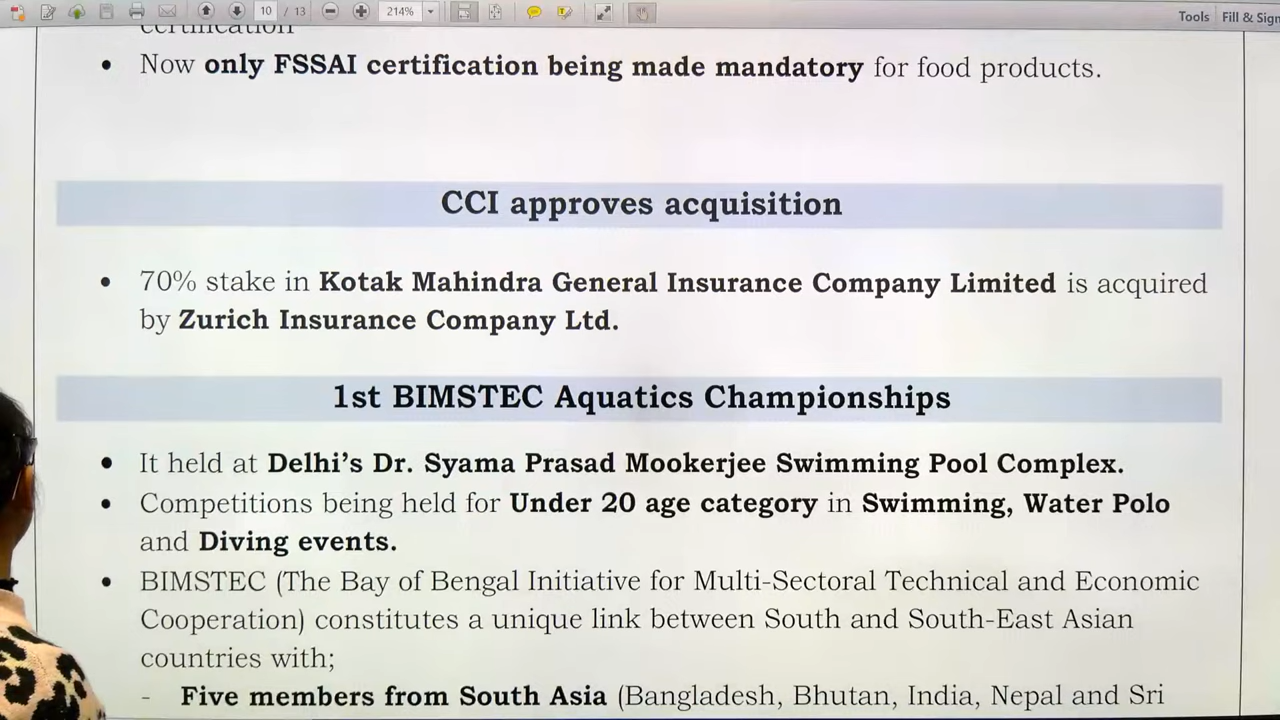 10 / 13
214%
Tools
Fill & Sign
certification
• Now only FSSAI certification being made mandatory for food products.
CCI approves acquisition
• 70% stake in Kotak Mahindra General Insurance Company Limited is acquired
by Zurich Insurance Company Ltd.
1st BIMSTEC Aquatics Championships
• It held at Delhi’s Dr. Syama Prasad Mookerjee Swimming Pool Complex.
• Competitions being held for Under 20 age category in Swimming, Water Polo
and Diving events.
• BIMSTEC (The Bay of Bengal Initiative for Multi-Sectoral Technical and Economic
Cooperation) constitutes a unique link between South and South-East Asian
countries with;
- Five members from South Asia (Bangladesh, Bhutan, India, Nepal and Sri